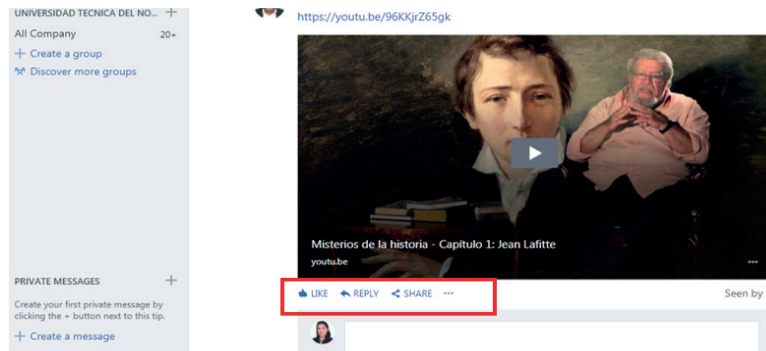 UNIVERSIDAD TECNICA DEL NO...
All Company 20+
Create a group
Discover more groups
PRIVATE MESSAGES
Create your first private message by
clicking the + button next to this tip.
Create a message
https://youtu.be/96KKjrZ65gk
Misterios de la historia - Capítulo 1: Jean Lafitte
youtu.be
LIKE REPLY SHARE ...
Seen by